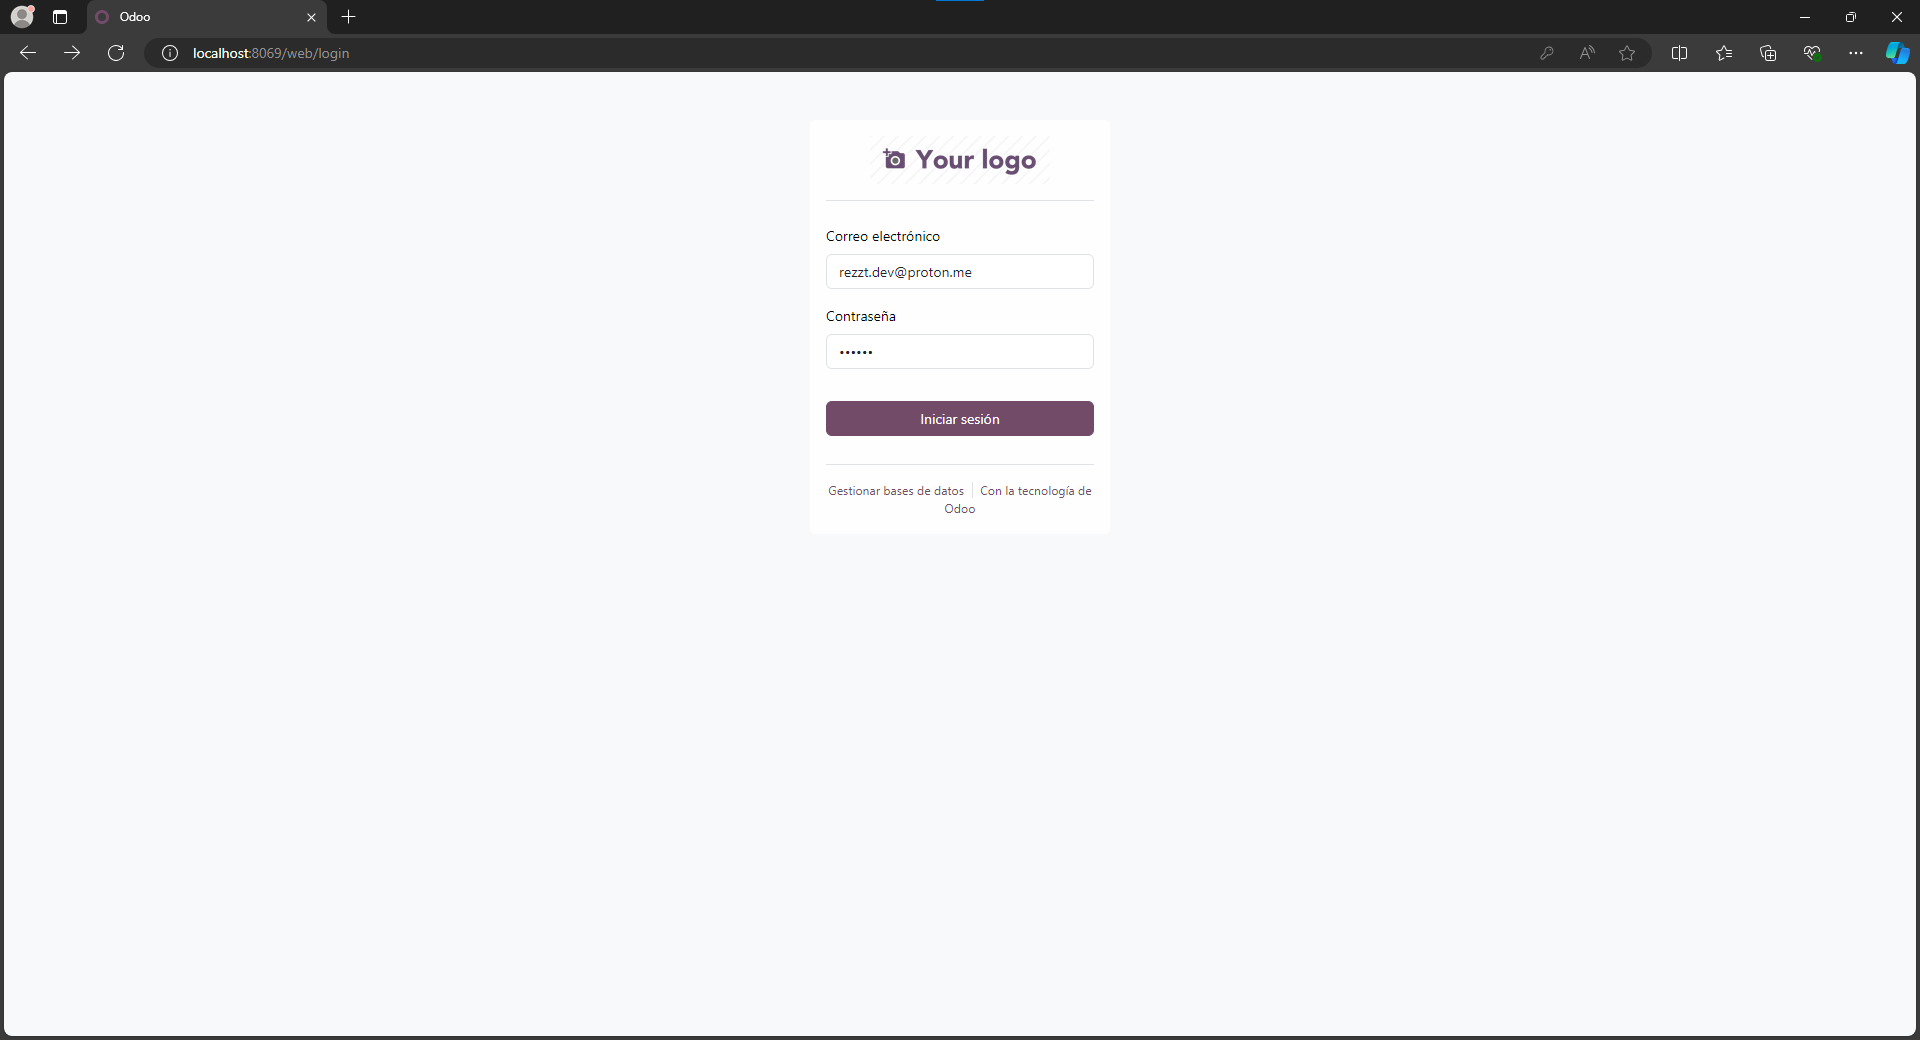 Odoo
localhost:8069/web/login
Your logo
Correo electrónico
rezzt.dev@proton.me
Contraseña
••••••
Iniciar sesión
Gestionar bases de datos
Con la tecnología de
Odoo